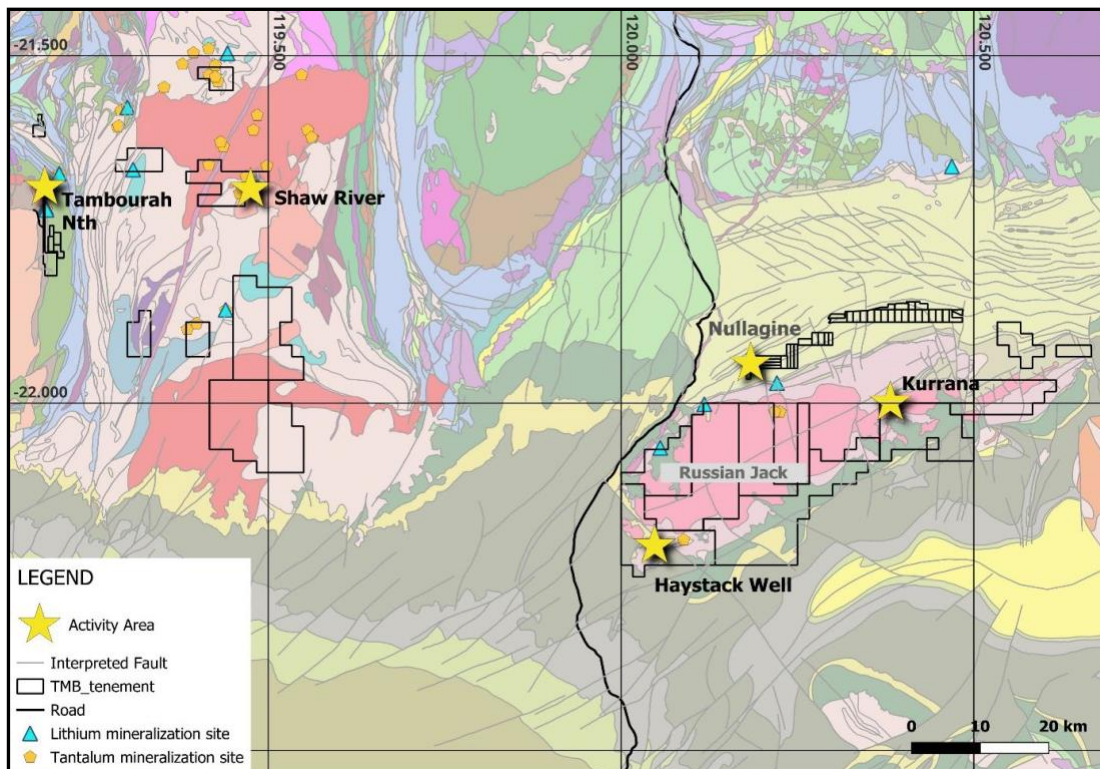 -21.500
119.500
120.000
120.500
Tambourah
Nth
Shaw River
Nullagine
-22.000
Kurrana
Russian Jack
Haystack Well
LEGEND
Activity Area
Interpreted Fault
TMB_tenement
Road
Lithium mineralization site
Tantalum mineralization site
0 10 20 km